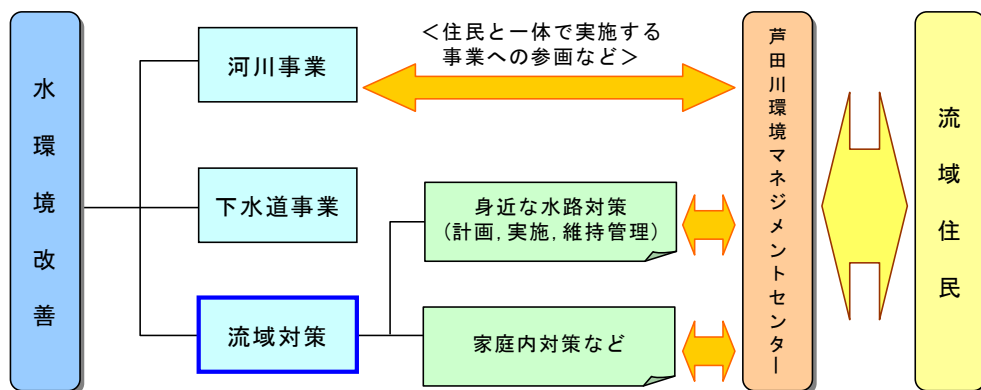 水環境改善
河川事業
下水道事業
流域対策
<住民と一体で実施する
事業への参画など>
身近な水路対策
(計画,実施,維持管理)
家庭内対策など
芦田川環境マネジメントセンター
流域住民